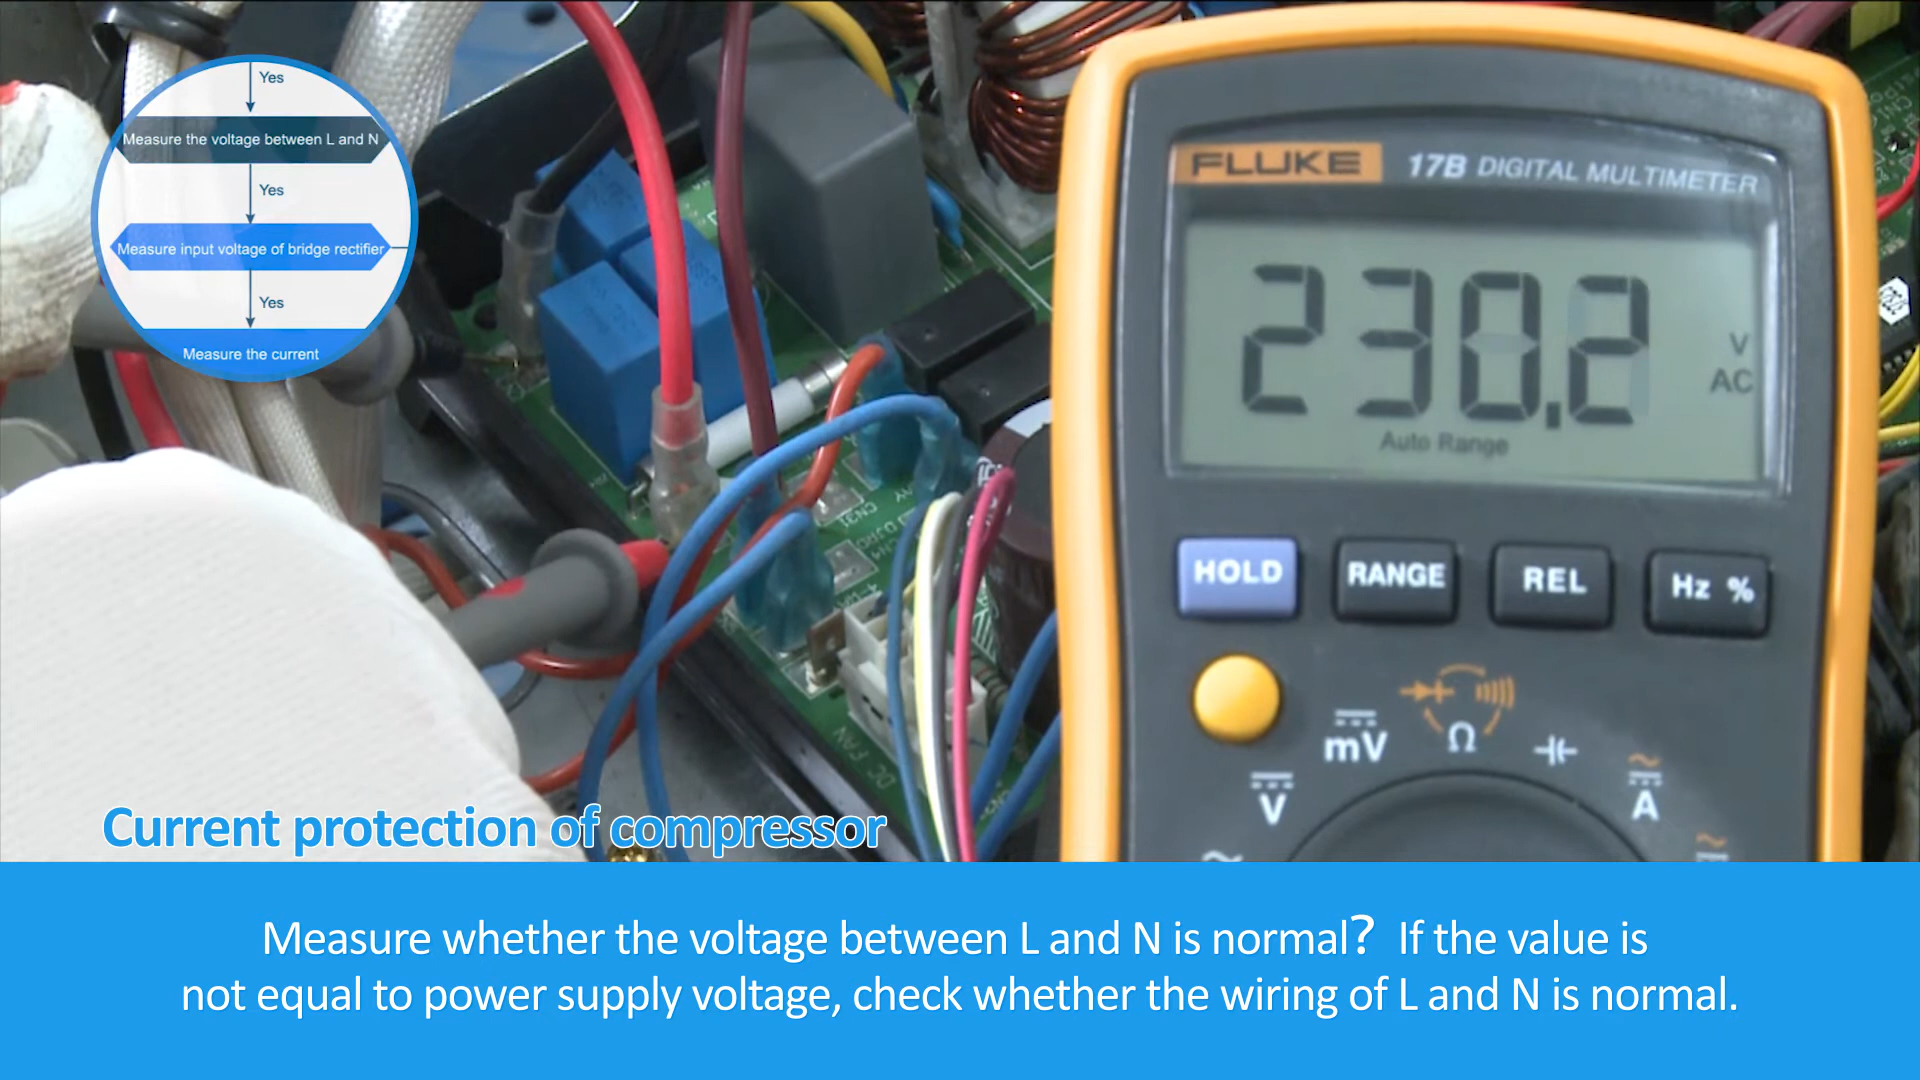 Yes
Measure the voltage between L and N
Yes
Measure input voltage of bridge rectifier
Yes
Measure the current
FLUKE 17B DIGITAL MULTIMETER
230.2
V
AC
Auto Range
HOLD RANGE REL Hz %
mV
Ω
V
A
CN31
DC FAN
Current protection of compressor
Measure whether the voltage between L and N is normal? If the value is
not equal to power supply voltage, check whether the wiring of L and N is normal.